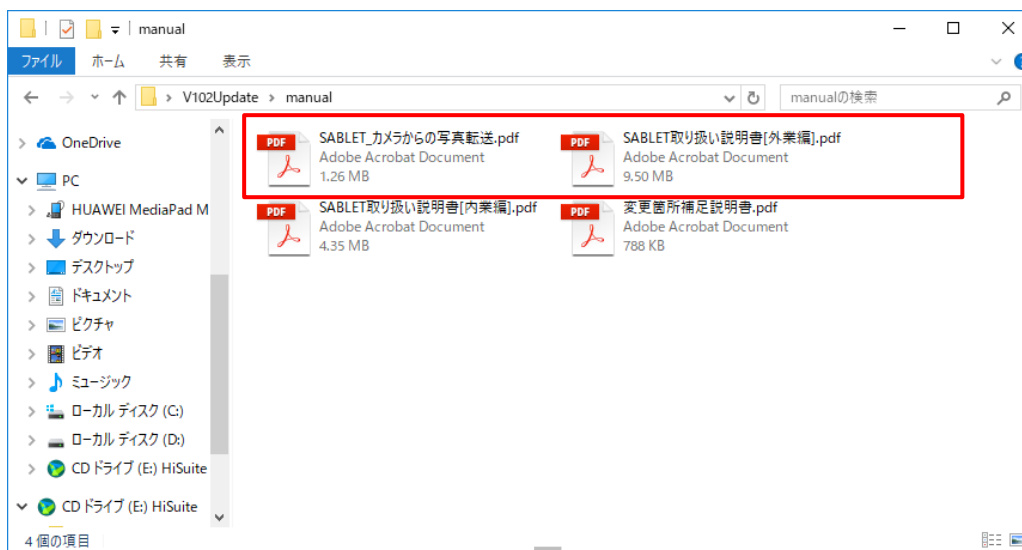 manual
ファイル ホーム 共有 表示
V102Update manual manualの検索
OneDrive
PC
HUAWEI MediaPad M
ダウンロード
デスクトップ
ドキュメント
ピクチャ
ビデオ
ミュージック
ローカル ディスク (C:)
ローカル ディスク (D:)
CD ドライブ (E:) HiSuite
CD ドライブ (E:) HiSuite
PDF
SABLET_カメラからの写真転送.pdf
Adobe Acrobat Document
1.26 MB
PDF
SABLET取り扱い説明書[外業編].pdf
Adobe Acrobat Document
9.50 MB
PDF
SABLET取り扱い説明書[内業編].pdf
Adobe Acrobat Document
4.35 MB
PDF
変更箇所補足説明書.pdf
Adobe Acrobat Document
788 KB
4 個の項目